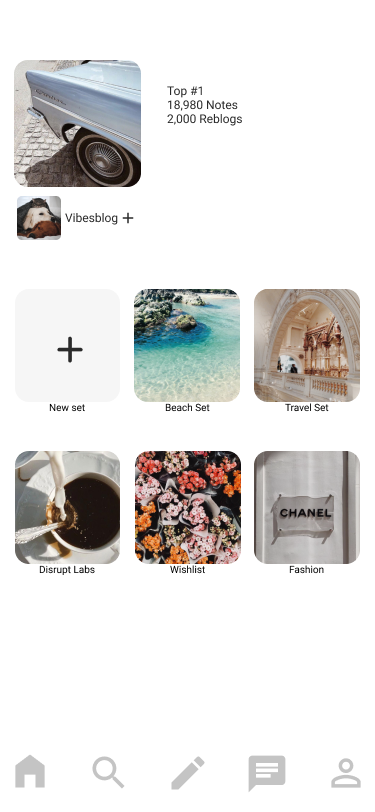 Top #1
18,980 Notes
2,000 Reblogs
Vibesblog
New set
Beach Set
Travel Set
CHANEL
Disrupt Labs
Wishlist
Fashion